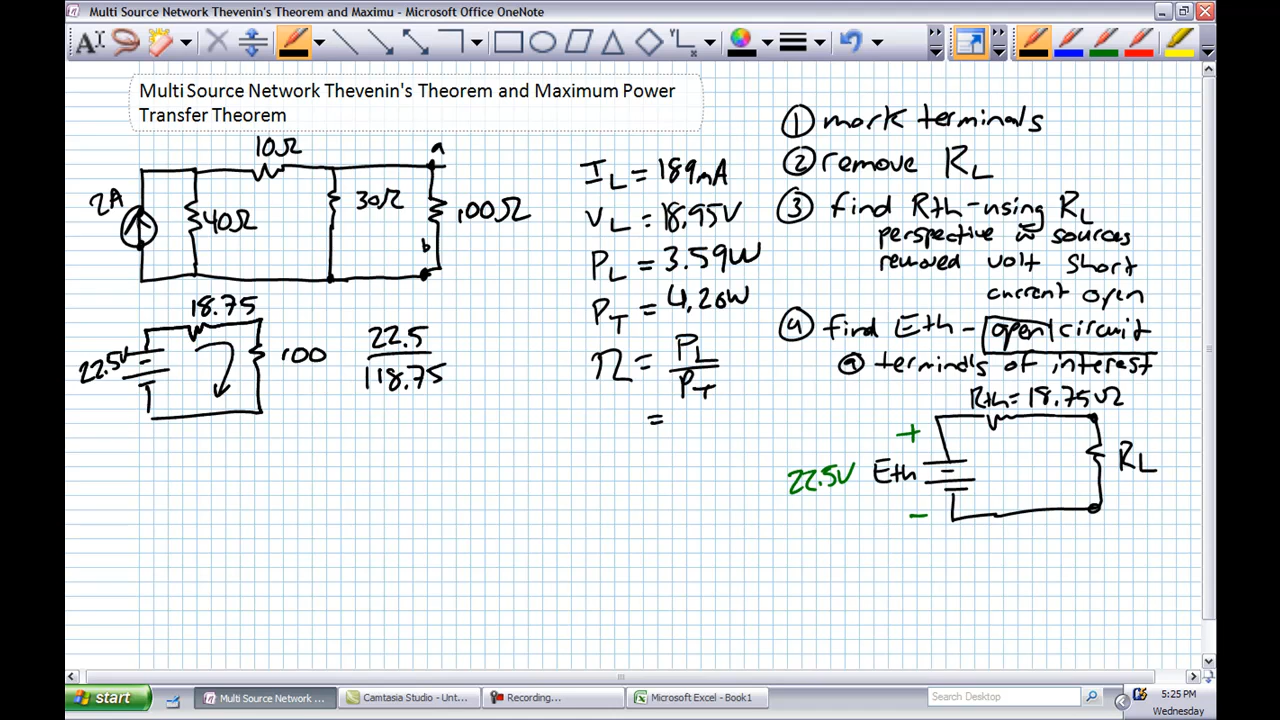 Multi Source Network Thevenin's Theorem and Maximu - Microsoft Office OneNote
Multi Source Network Thevenin's Theorem and Maximum Power
Transfer Theorem
10Ω
a
2A
40Ω
30Ω
100Ω
b
18.75
22.5V
100
22.5
118.75
IL = 189mA
VL = 18.95V
PL = 3.59W
PT = 4.26W
η = PL
PT
=
① mark terminals
② remove RL
③ find Rth-using RL
perspective w sources
removed volt short
current open
④ find Eth - open circuit
@ termin'ls of interest
Rth = 18.75Ω
+
22.5V Eth
RL
-
start
Multi Source Network ...
Camtasia Studio - Unt...
Recording...
Microsoft Excel - Book1
Search Desktop
5:25 PM
Wednesday